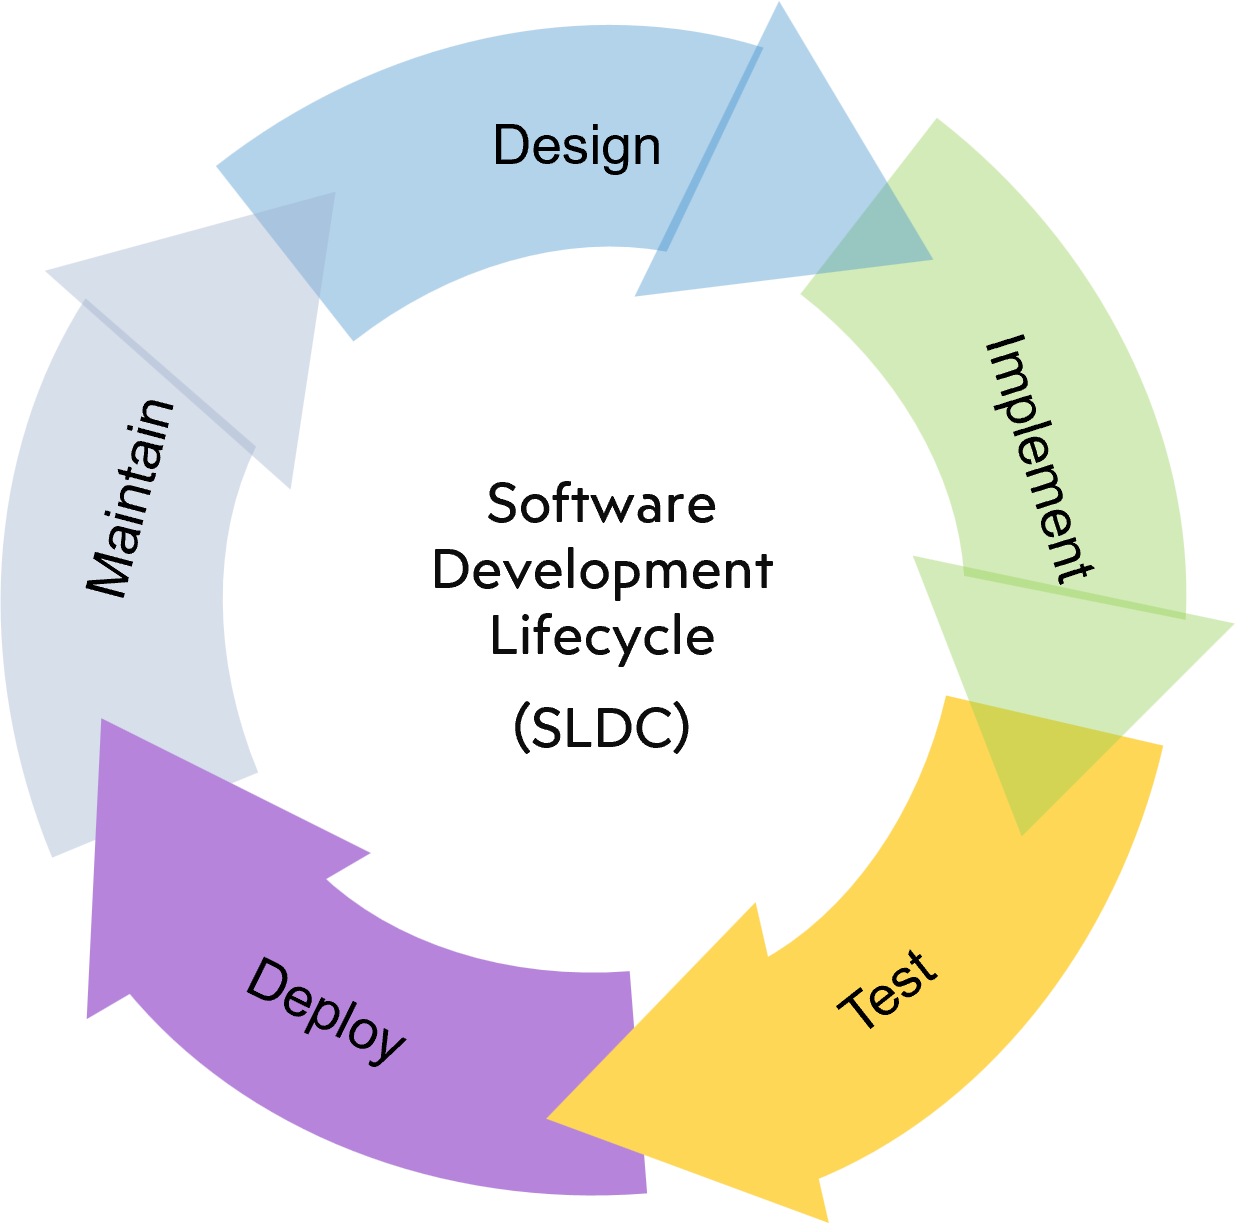 Design
Implement
Test
Deploy
Maintain
Software
Development
Lifecycle
(SLDC)